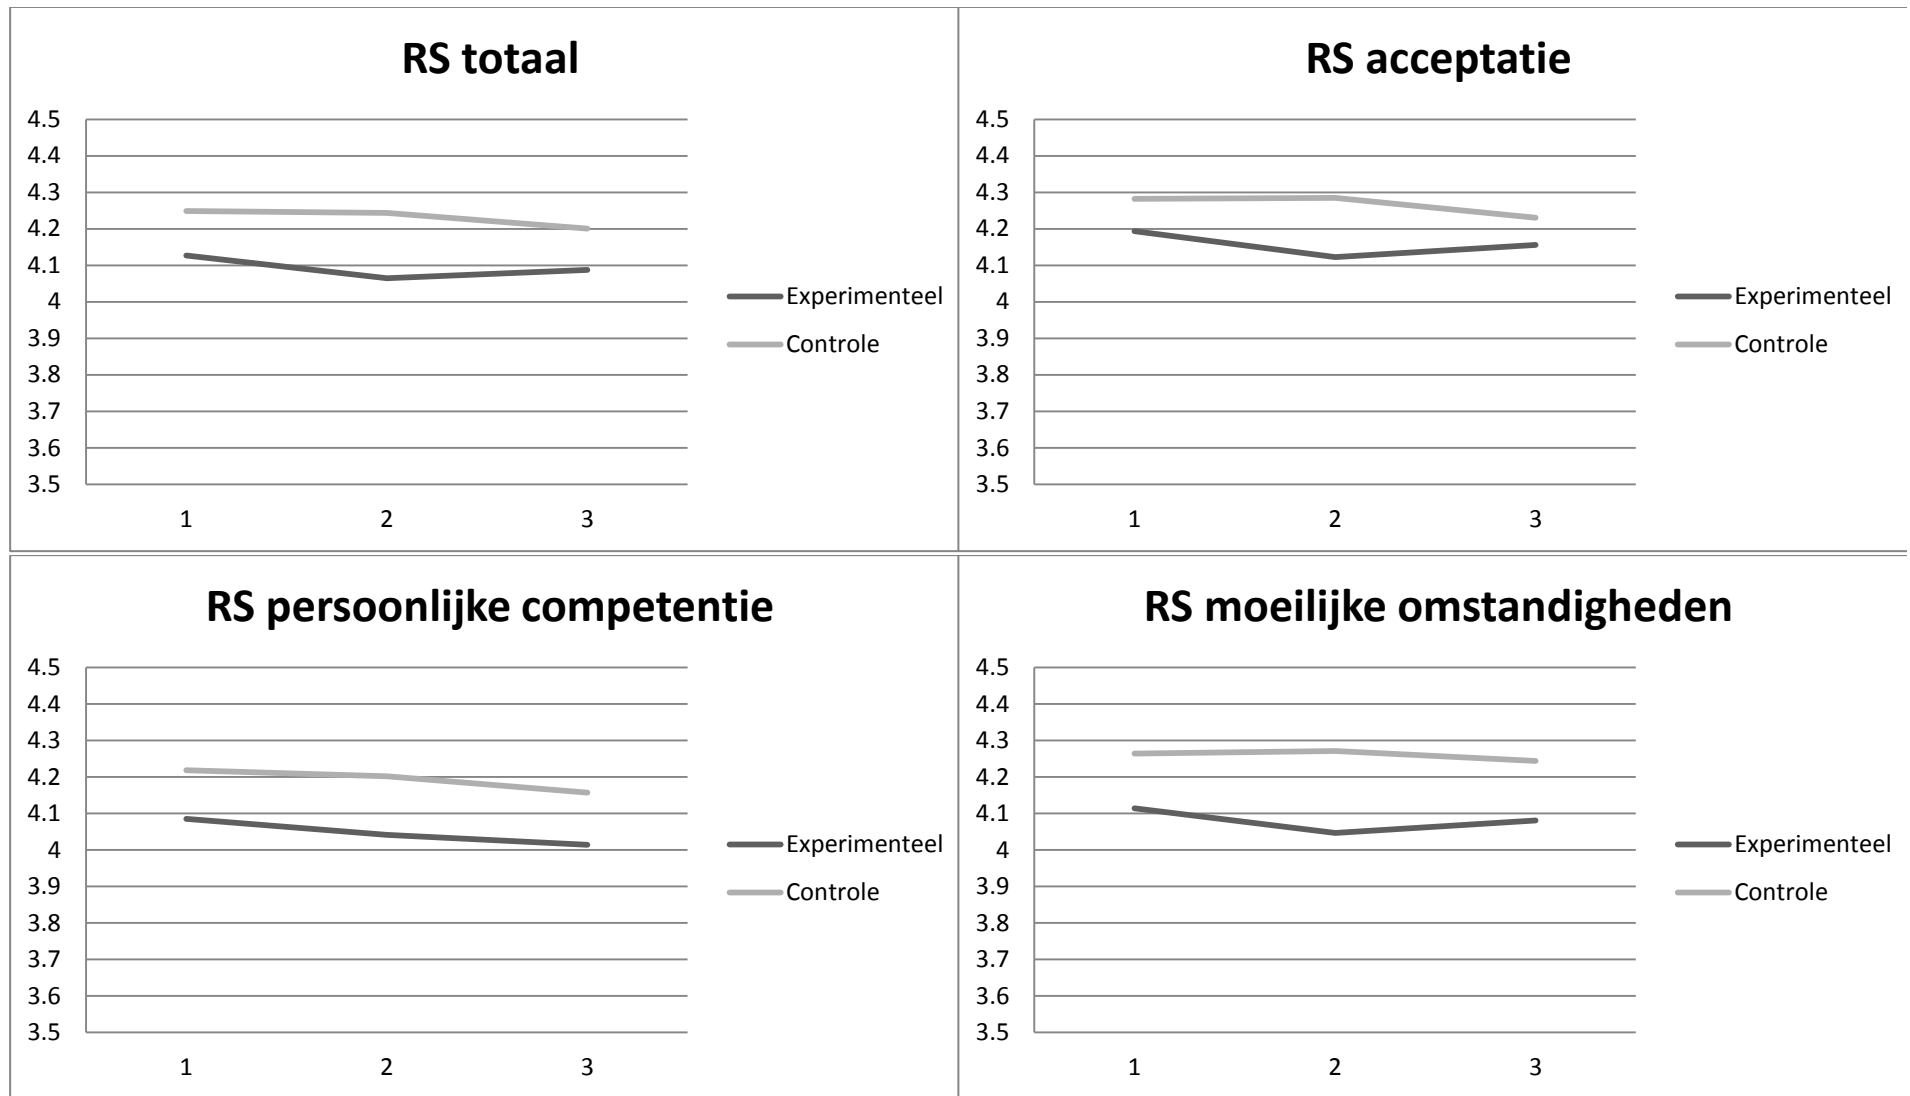 RS totaal
4.5
4.4
4.3
4.2
4.1
4
3.9
3.8
3.7
3.6
3.5
1 2 3
Experimenteel
Controle
RS acceptatie
4.5
4.4
4.3
4.2
4.1
4
3.9
3.8
3.7
3.6
3.5
1 2 3
Experimenteel
Controle
RS persoonlijke competentie
4.5
4.4
4.3
4.2
4.1
4
3.9
3.8
3.7
3.6
3.5
1 2 3
Experimenteel
Controle
RS moeilijke omstandigheden
4.5
4.4
4.3
4.2
4.1
4
3.9
3.8
3.7
3.6
3.5
1 2 3
Experimenteel
Controle